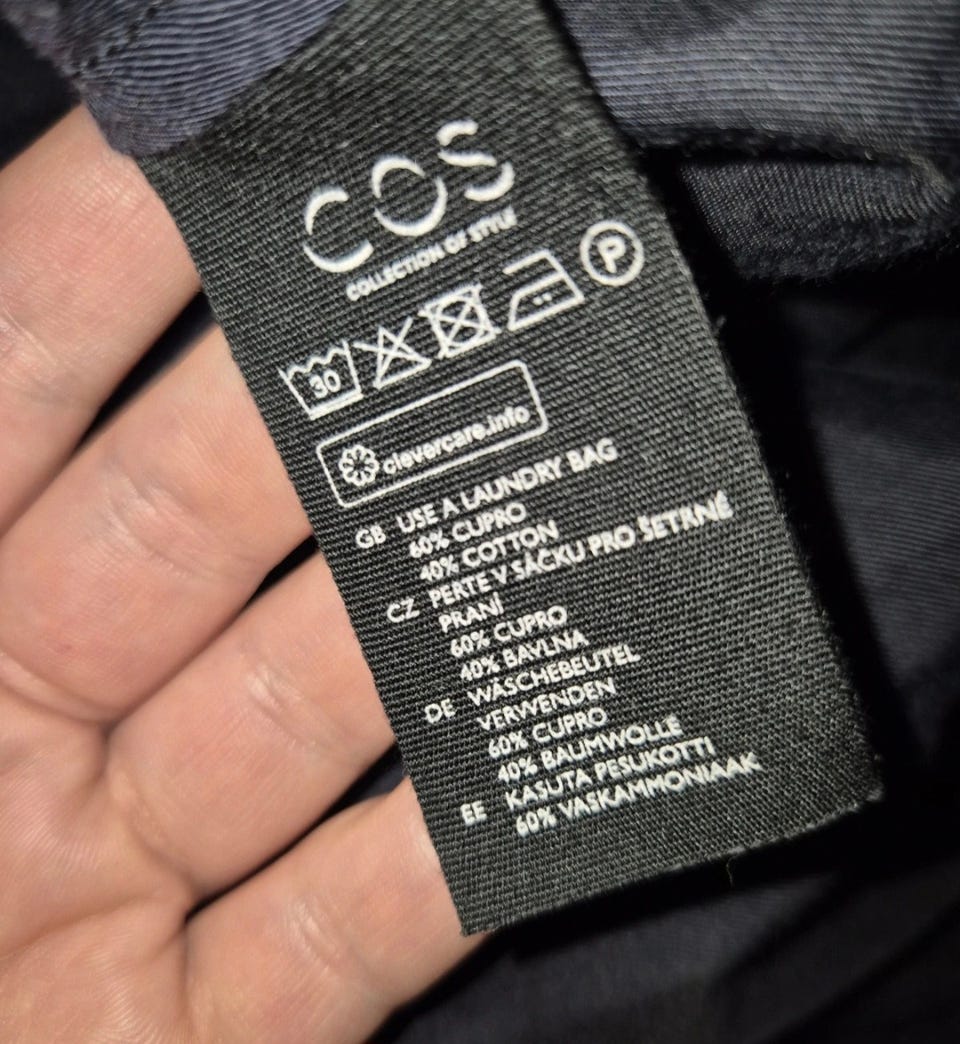 COS
COLLECTION OF STYLE
30
P
clevercare.info
GB USE A LAUNDRY BAG
60% CUPRO
40% COTTON
CZ PERTE V SÁČKU PRO ŠETRNÉ
PRANÍ
60% CUPRO
40% BAVLNA
DE WÄSCHEBEUTEL
VERWENDEN
60% CUPRO
40% BAUMWOLLE
EE KASUTA PESUKOTTI
60% VASKAMMONIAAK